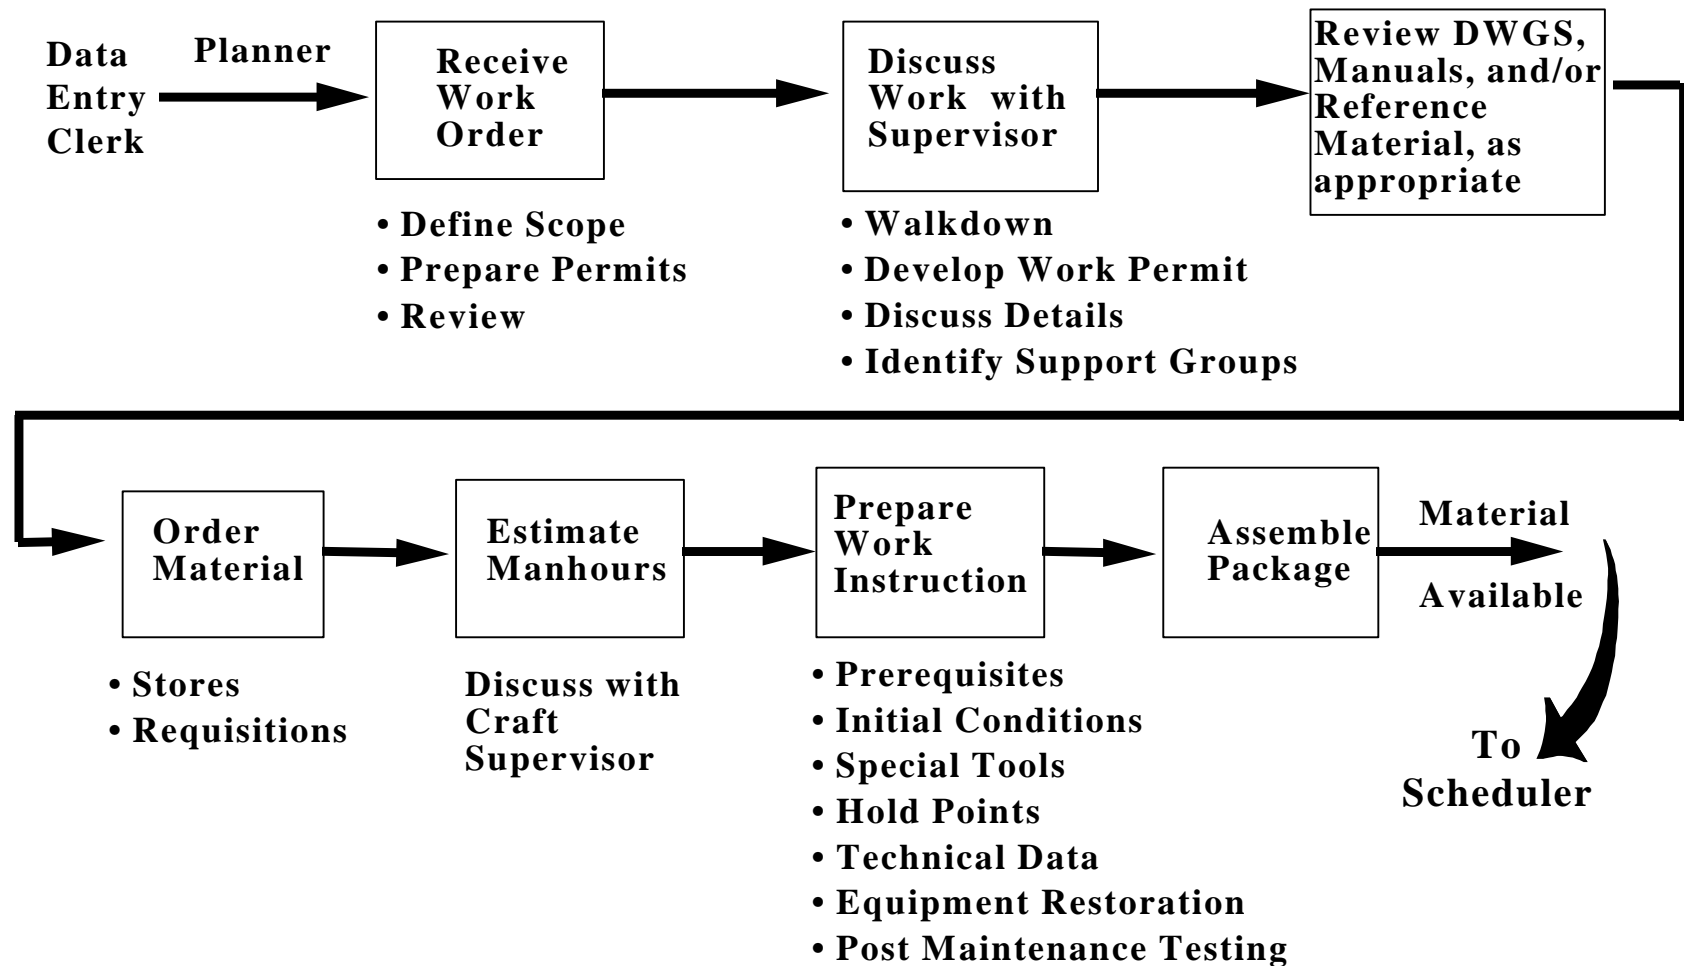 Data
Entry
Clerk
Planner
Receive
Work
Order
• Define Scope
• Prepare Permits
• Review
Discuss
Work with
Supervisor
• Walkdown
• Develop Work Permit
• Discuss Details
• Identify Support Groups
Review DWGS,
Manuals, and/or
Reference
Material, as
appropriate
Order
Material
• Stores
• Requisitions
Estimate
Manhours
Discuss with
Craft
Supervisor
Prepare
Work
Instruction
• Prerequisites
• Initial Conditions
• Special Tools
• Hold Points
• Technical Data
• Equipment Restoration
• Post Maintenance Testing
Assemble
Package
Material
Available
To
Scheduler